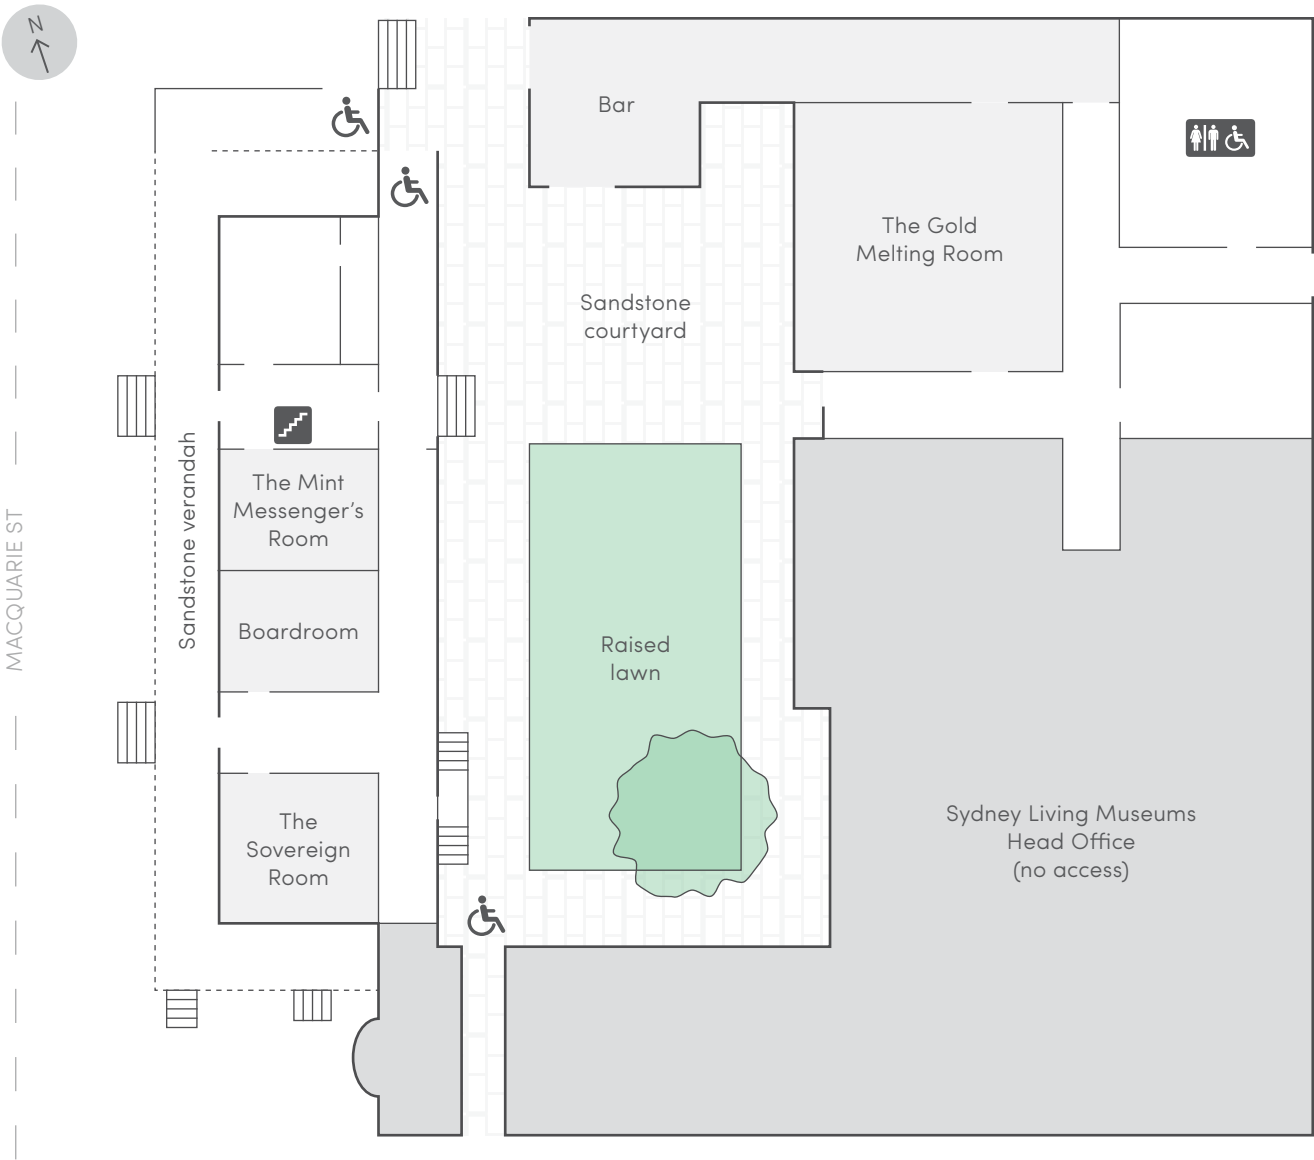 N
Bar
The Gold
Melting Room
Sandstone
courtyard
The Mint
Messenger’s
Room
Sandstone verandah
MACQUARIE ST
Boardroom
Raised
lawn
The
Sovereign
Room
Sydney Living Museums
Head Office
(no access)